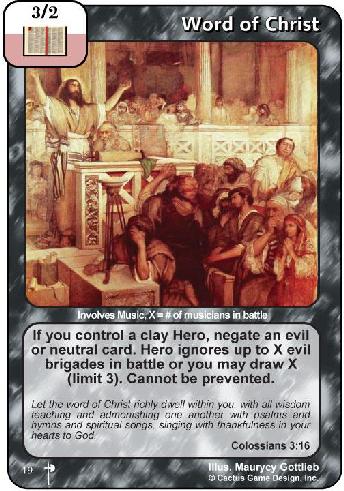 3/2
Word of Christ
Involves Music, X = # of musicians in battle
If you control a clay Hero, negate an evil
or neutral card. Hero ignores up to X evil
brigades in battle or you may draw X
(limit 3). Cannot be prevented.
Let the word of Christ richly dwell within you, with all wisdom
teaching and admonishing one another with psalms and
hymns and spiritual songs, singing with thankfulness in your
hearts to God.
Colossians 3:16
19
Illus. Maurycy Gottlieb
© Cactus Game Design, Inc.